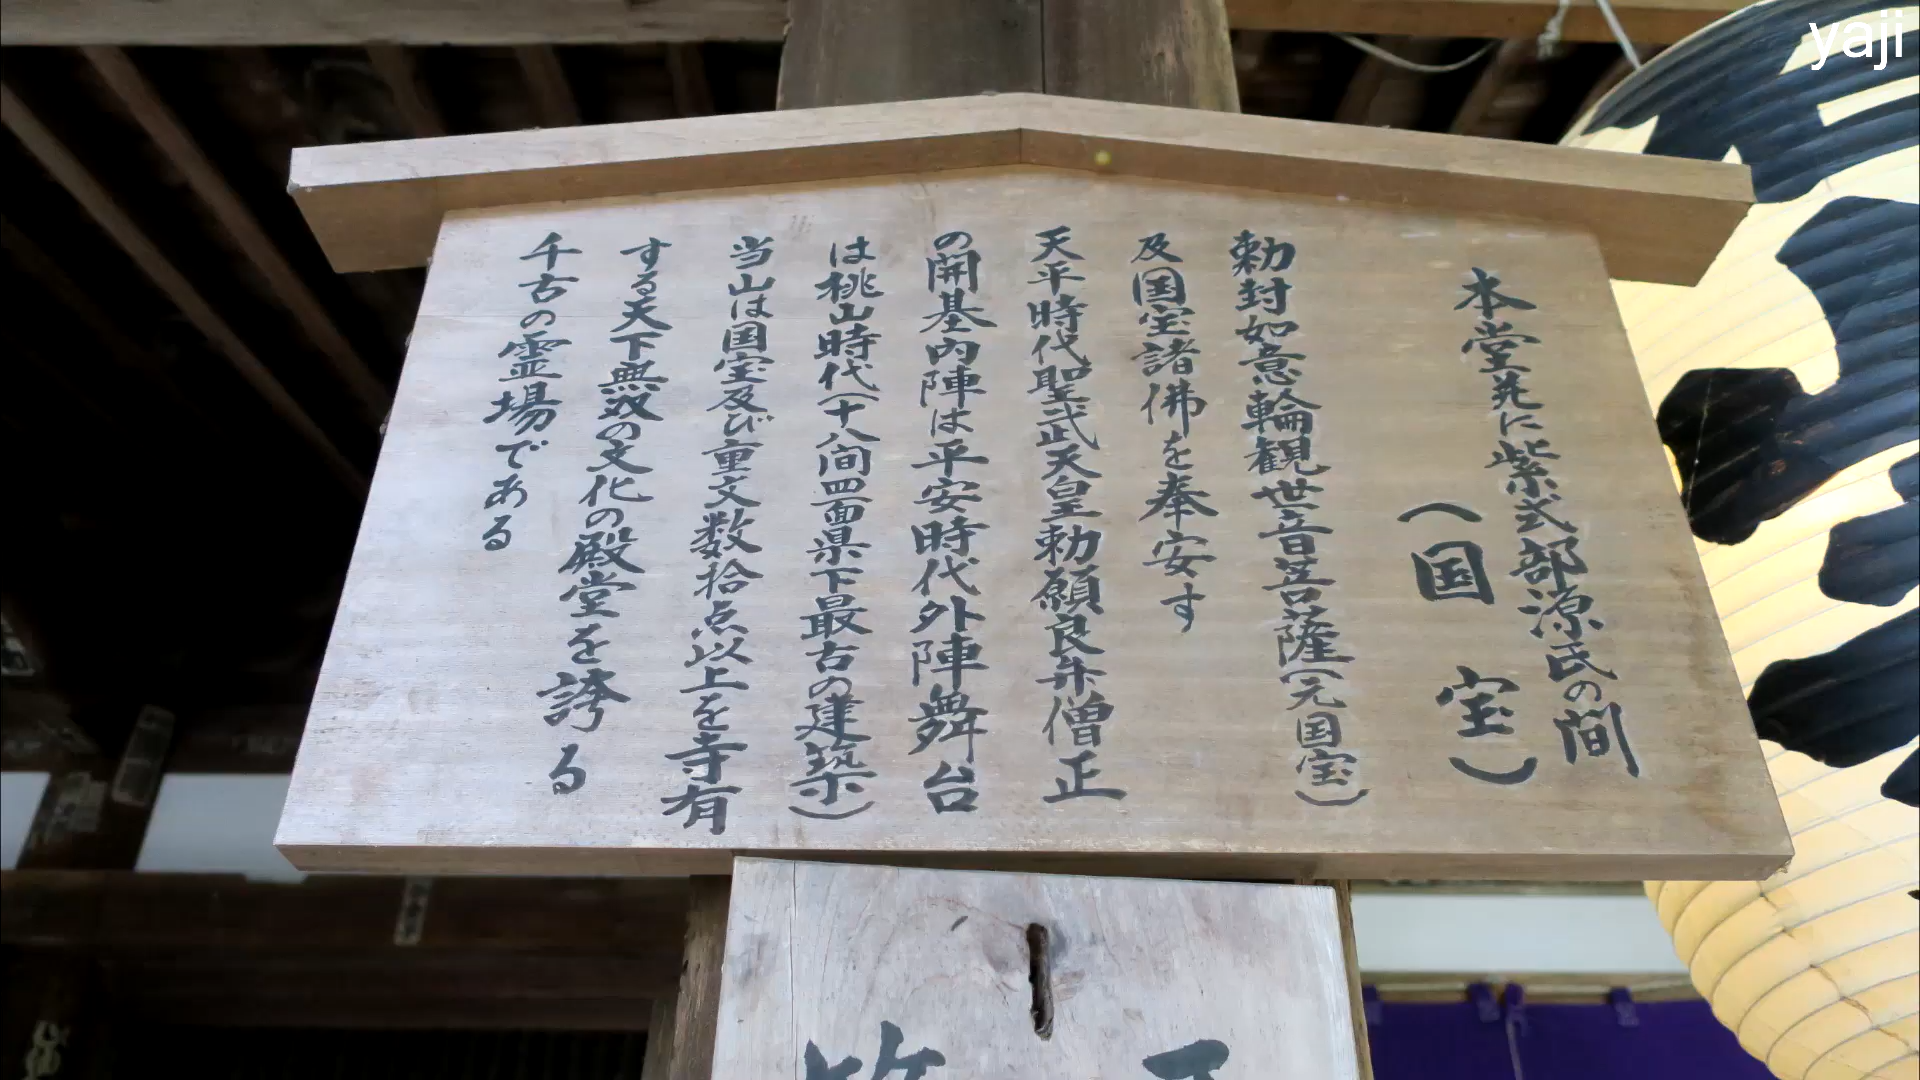 本堂並に紫式部源氏の間
(国宝)
勅封如意輪観世音菩薩(元国宝)
及国宝諸佛を奉安す
天平時代聖武天皇勅願良弁僧正
の開基内陣は平安時代外陣舞台
は桃山時代(十八間四面県下最古の建築)
当山は国宝及び重文数拾点以上を寺有
する天下無双の文化の殿堂を誇る
千古の霊場である
yaji